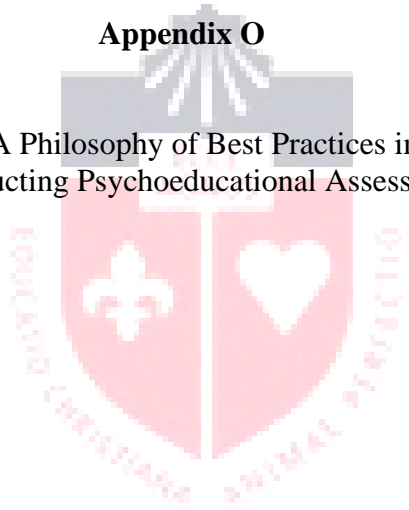 Appendix O
A Philosophy of Best Practices in
ucting Psychoeducational Assess